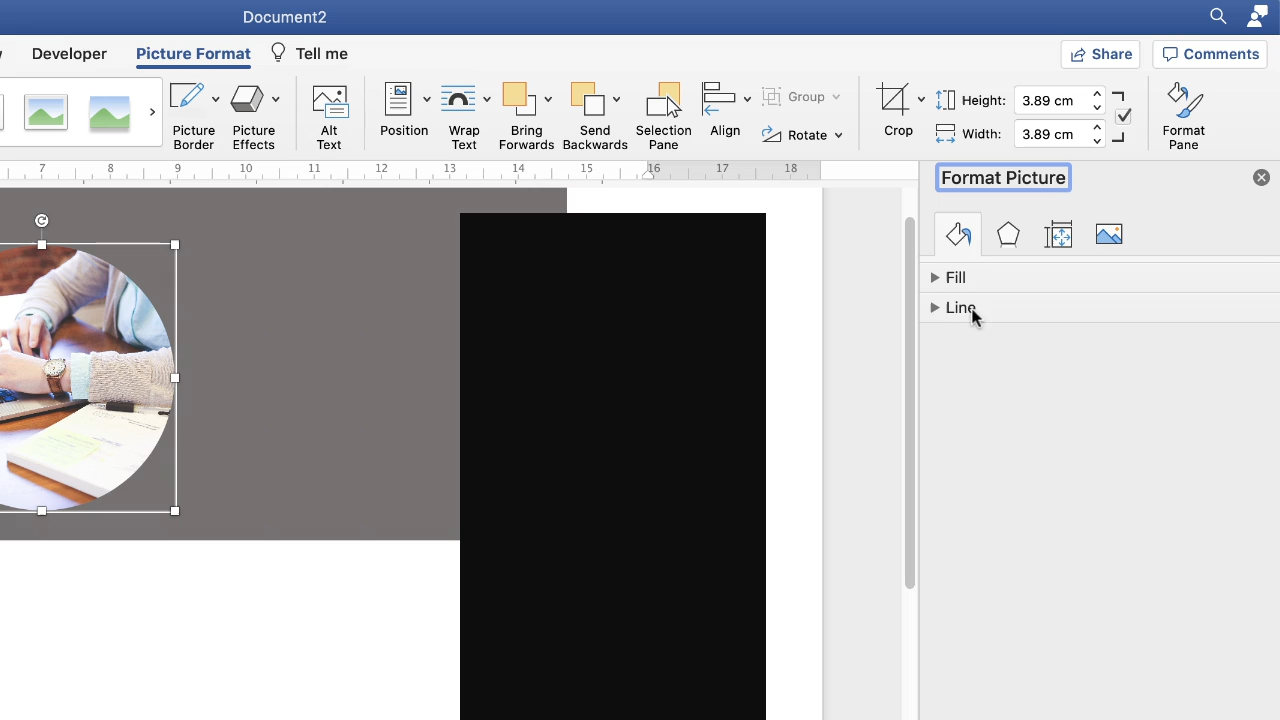 Document2
Developer Picture Format Tell me Share Comments
Picture Border
Picture Effects
Alt Text
Position
Wrap Text
Bring Forwards
Send Backwards
Selection Pane
Align
Group
Rotate
Crop
Height: 3.89 cm
Width: 3.89 cm
Format Pane
7 8 9 10 11 12 13 14 15 16 17 18
Format Picture
Fill
Line